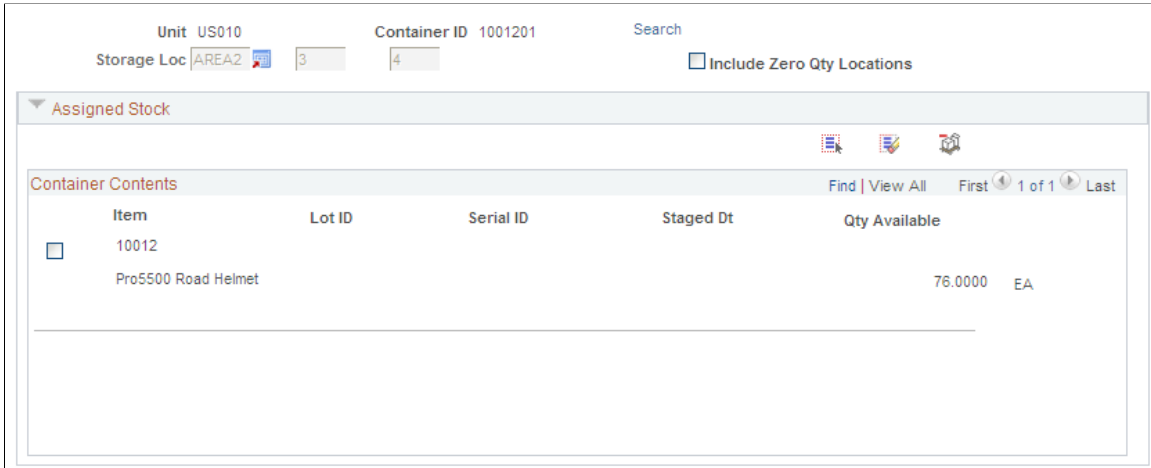 Unit US010 Container ID 1001201 Search
Storage Loc AREA2 3 4 Include Zero Qty Locations
Assigned Stock
Container Contents Find | View All First 1 of 1 Last
Item Lot ID Serial ID Staged Dt Qty Available
10012
Pro5500 Road Helmet 76.0000 EA